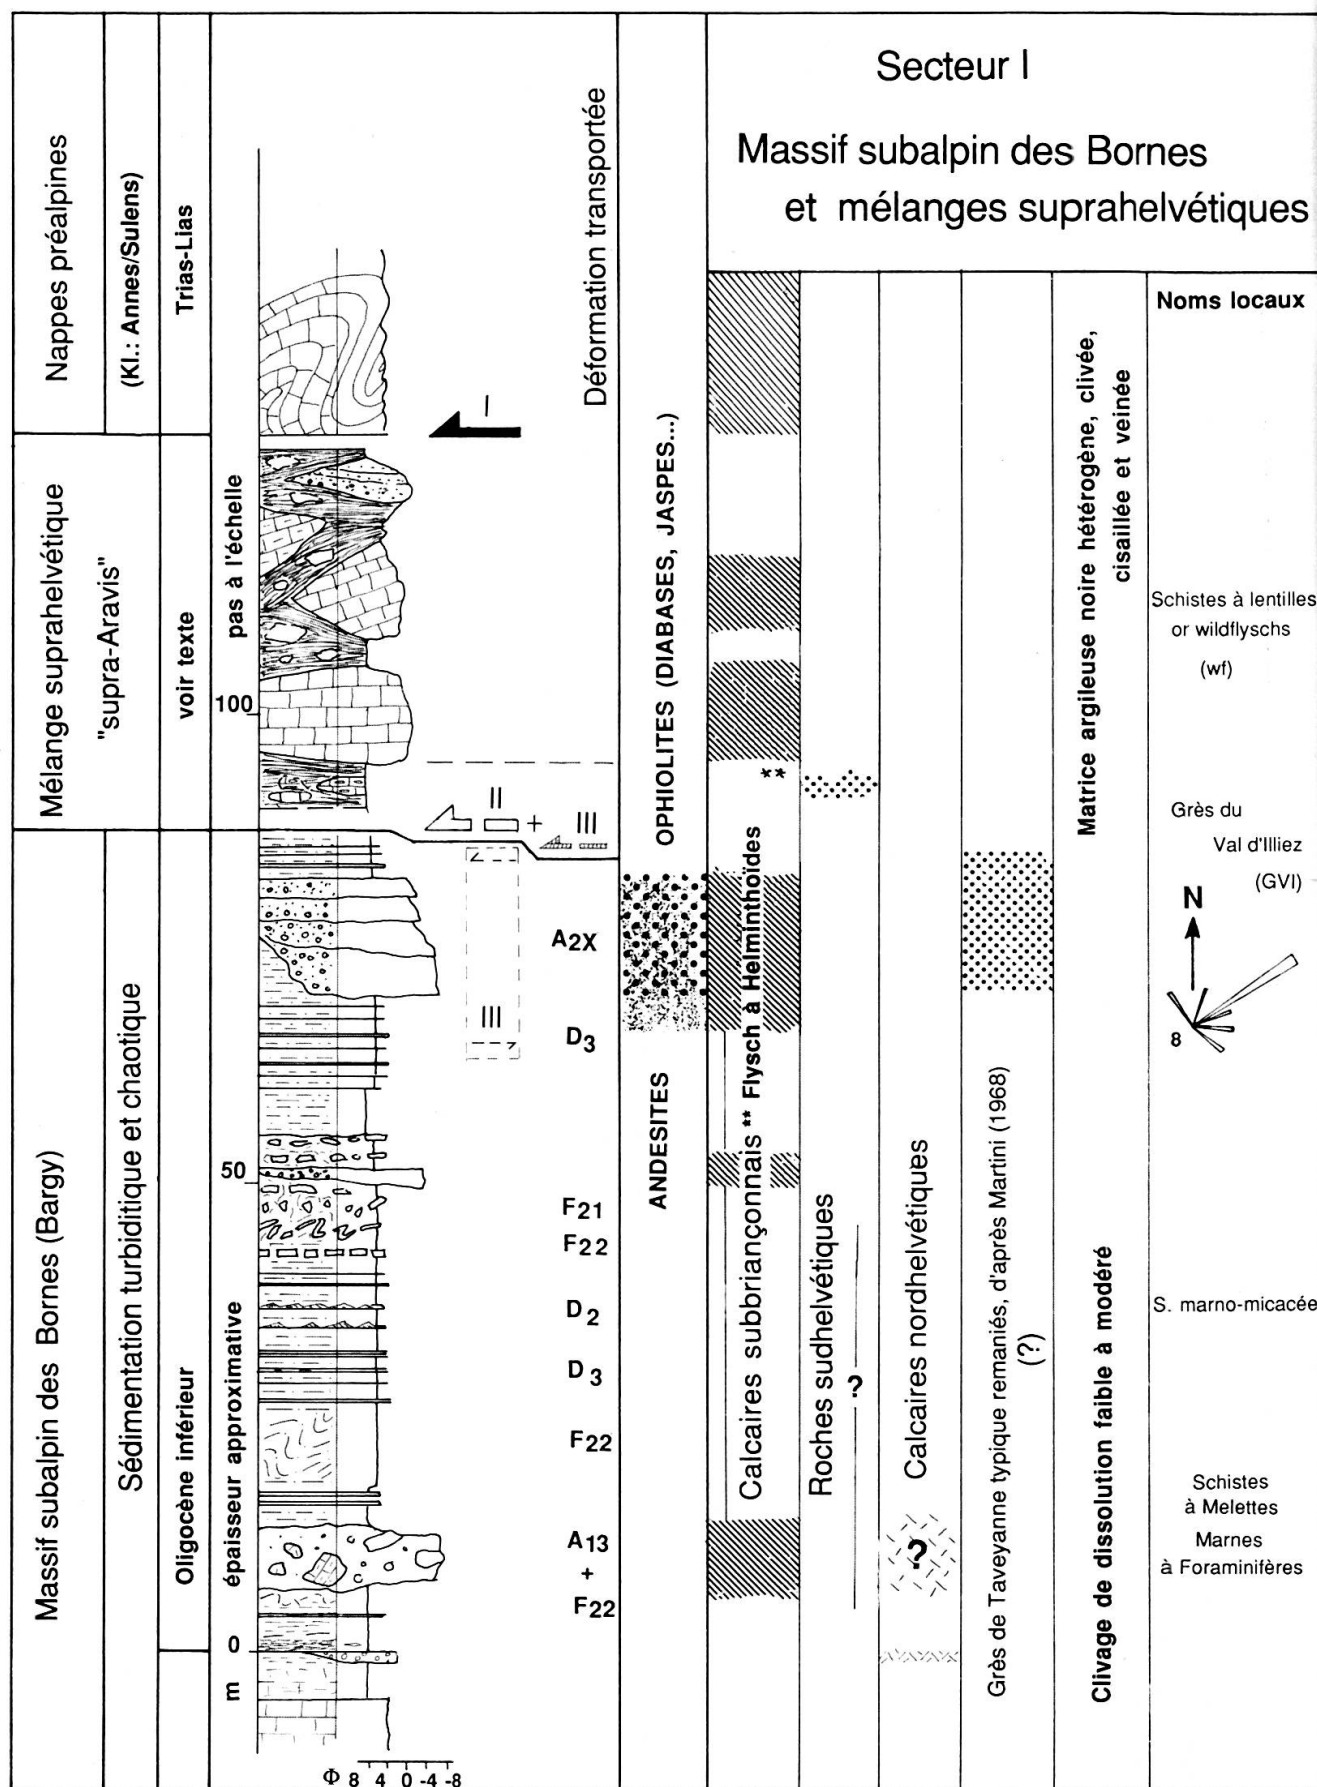 Secteur I
Massif subalpin des Bornes
et mélanges suprahelvétiques
Nappes préalpines
(Kl.: Annes/Sulens)
Trias-Lias
Déformation transportée
I
Mélange suprahelvétique
"supra-Aravis"
voir texte
pas à l'échelle
100
II
+
III
Massif subalpin des Bornes (Bargy)
Sédimentation turbiditique et chaotique
Oligocène inférieur
épaisseur approximative
50
0
m
Φ 8 4 0 -4 -8
III
A2X
D3
F21
F22
D2
D3
F22
A13
+
F22
OPHIOLITES (DIABASES, JASPES...)
ANDESITES
**
Calcaires subbriançonnais ** Flysch à Helminthoïdes
Roches sudhelvétiques
?
Calcaires nordhelvétiques
?
Grès de Taveyanne typique remaniés, d'après Martini (1968)
(?)
Matrice argileuse noire hétérogène, clivée,
cisaillée et veinée
Clivage de dissolution faible à modéré
Noms locaux
Schistes à lentilles
or wildflyschs
(wf)
Grès du
Val d'Illiez
(GVI)
N
8
S. marno-micacée
Schistes
à Melettes
Marnes
à Foraminifères